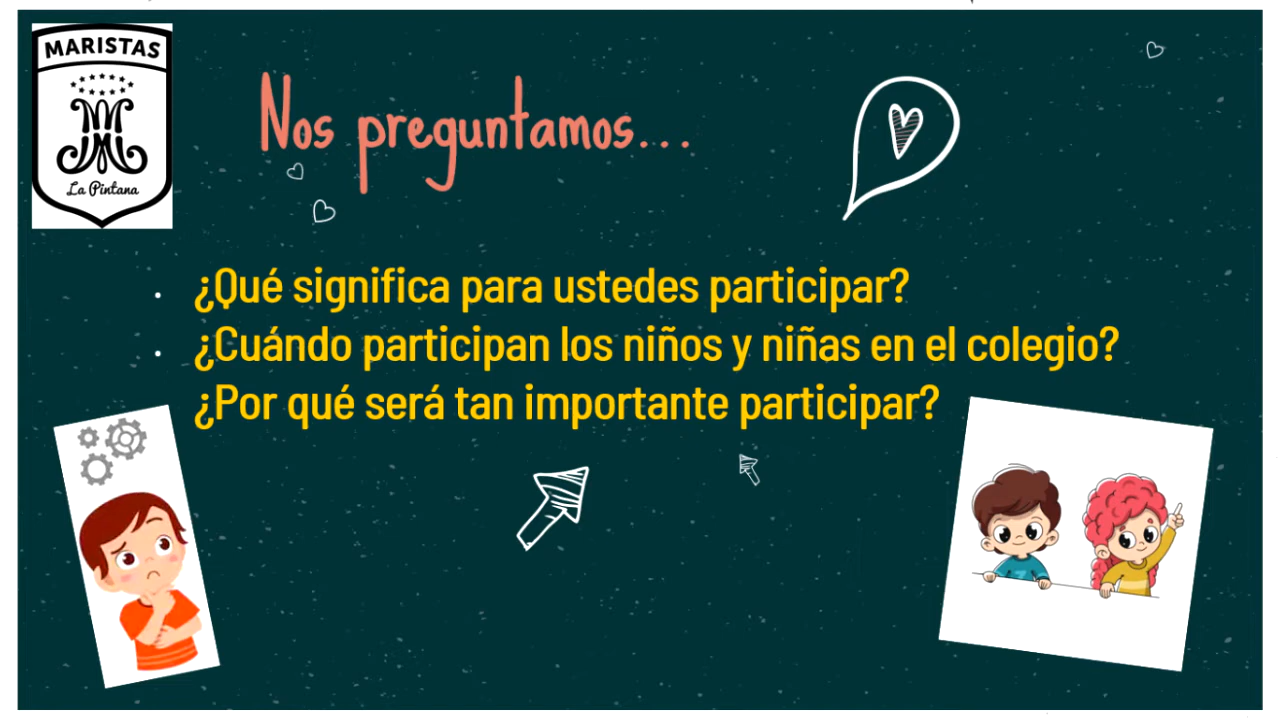 MARISTAS
La Pintana
Nos preguntamos...
¿Qué significa para ustedes participar?
¿Cuándo participan los niños y niñas en el colegio?
¿Por qué será tan importante participar?